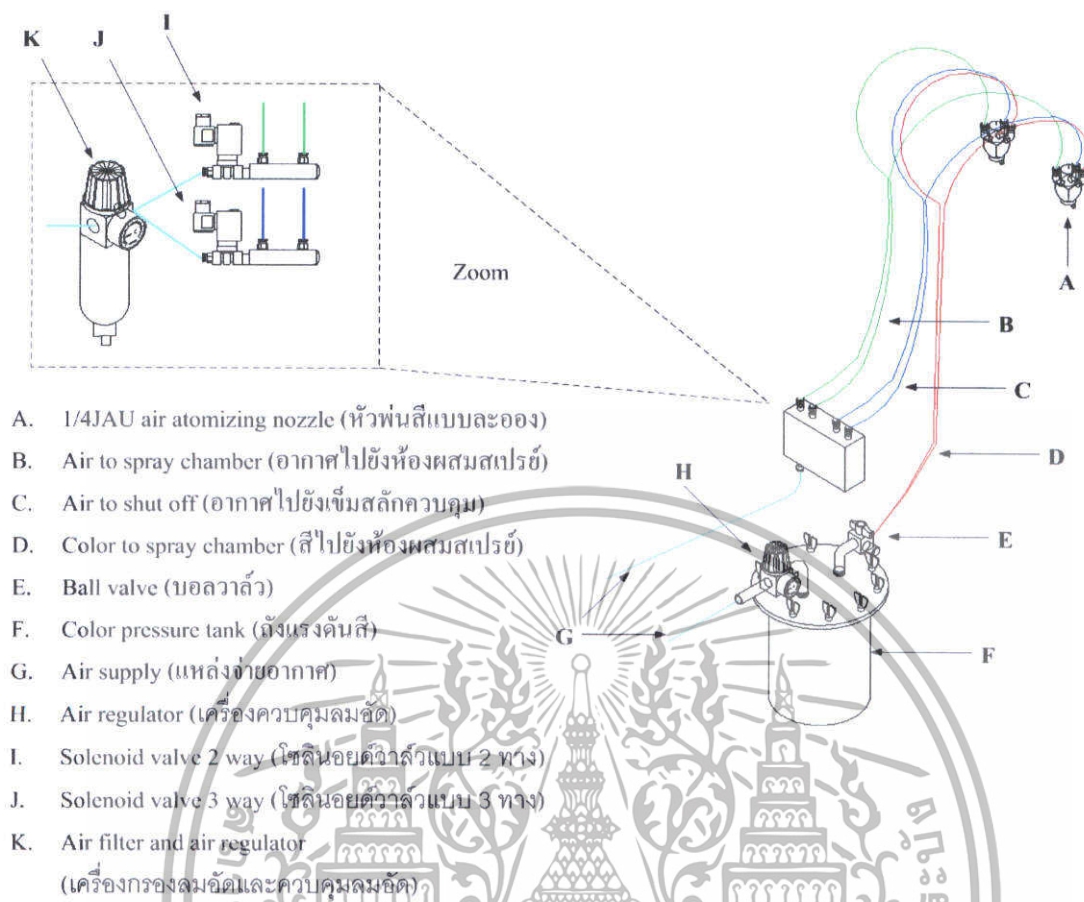 I
K
J
Zoom
A
B
C
A. 1/4JAU air atomizing nozzle (หัวพ่นสีแบบละออง)
B. Air to spray chamber (อากาศไปยังห้องผสมสเปรย์)
H
D
C. Air to shut off (อากาศไปยังเข็มสลักควบคุม)
D. Color to spray chamber (สีไปยังห้องผสมสเปรย์)
E
E. Ball valve (บอลวาล์ว)
F. Color pressure tank (ถังแรงดันสี)
G
F
G. Air supply (แหล่งจ่ายอากาศ)
H. Air regulator (เครื่องควบคุมลมอัด)
I. Solenoid valve 2 way (โซลินอยด์วาล์วแบบ 2 ทาง)
J. Solenoid valve 3 way (โซลินอยด์วาล์วแบบ 3 ทาง)
K. Air filter and air regulator
(เครื่องกรองลมอัดและควบคุมลมอัด)